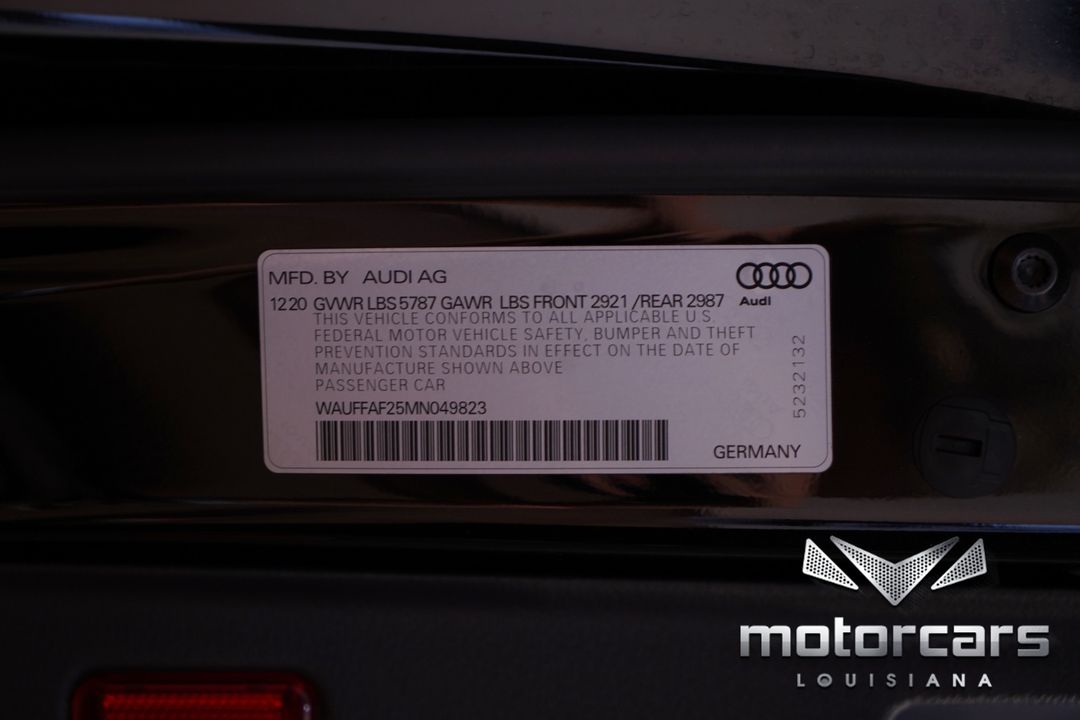 MFD. BY AUDI AG
Audi
1220 GVWR LBS 5787 GAWR LBS FRONT 2921 /REAR 2987
THIS VEHICLE CONFORMS TO ALL APPLICABLE U.S.
FEDERAL MOTOR VEHICLE SAFETY, BUMPER AND THEFT
PREVENTION STANDARDS IN EFFECT ON THE DATE OF
MANUFACTURE SHOWN ABOVE
PASSENGER CAR
WAUFFAF25MN049823
5232132
GERMANY
motorcars
LOUISIANA